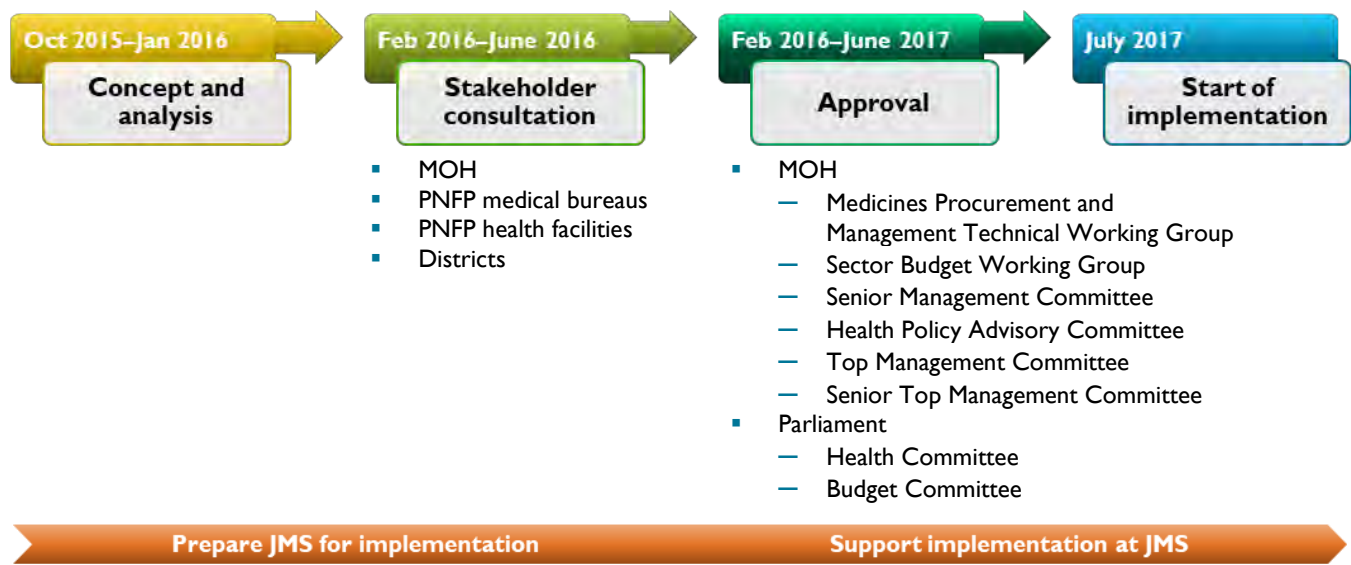 Oct 2015–Jan 2016
Concept and
analysis
Feb 2016–June 2016
Stakeholder
consultation
▪ MOH
▪ PNFP medical bureaus
▪ PNFP health facilities
▪ Districts
Feb 2016–June 2017
Approval
▪ MOH
— Medicines Procurement and
Management Technical Working Group
— Sector Budget Working Group
— Senior Management Committee
— Health Policy Advisory Committee
— Top Management Committee
— Senior Top Management Committee
▪ Parliament
— Health Committee
— Budget Committee
July 2017
Start of
implementation
Prepare JMS for implementation
Support implementation at JMS